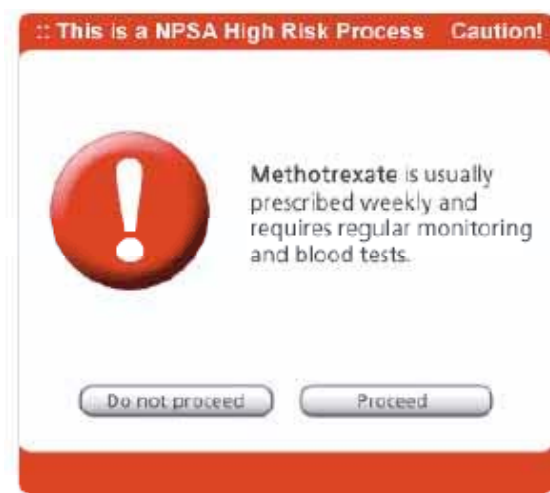 :: This is a NPSA High Risk Process Caution!
Methotrexate is usually
prescribed weekly and
requires regular monitoring
and blood tests.
Do not proceed Proceed